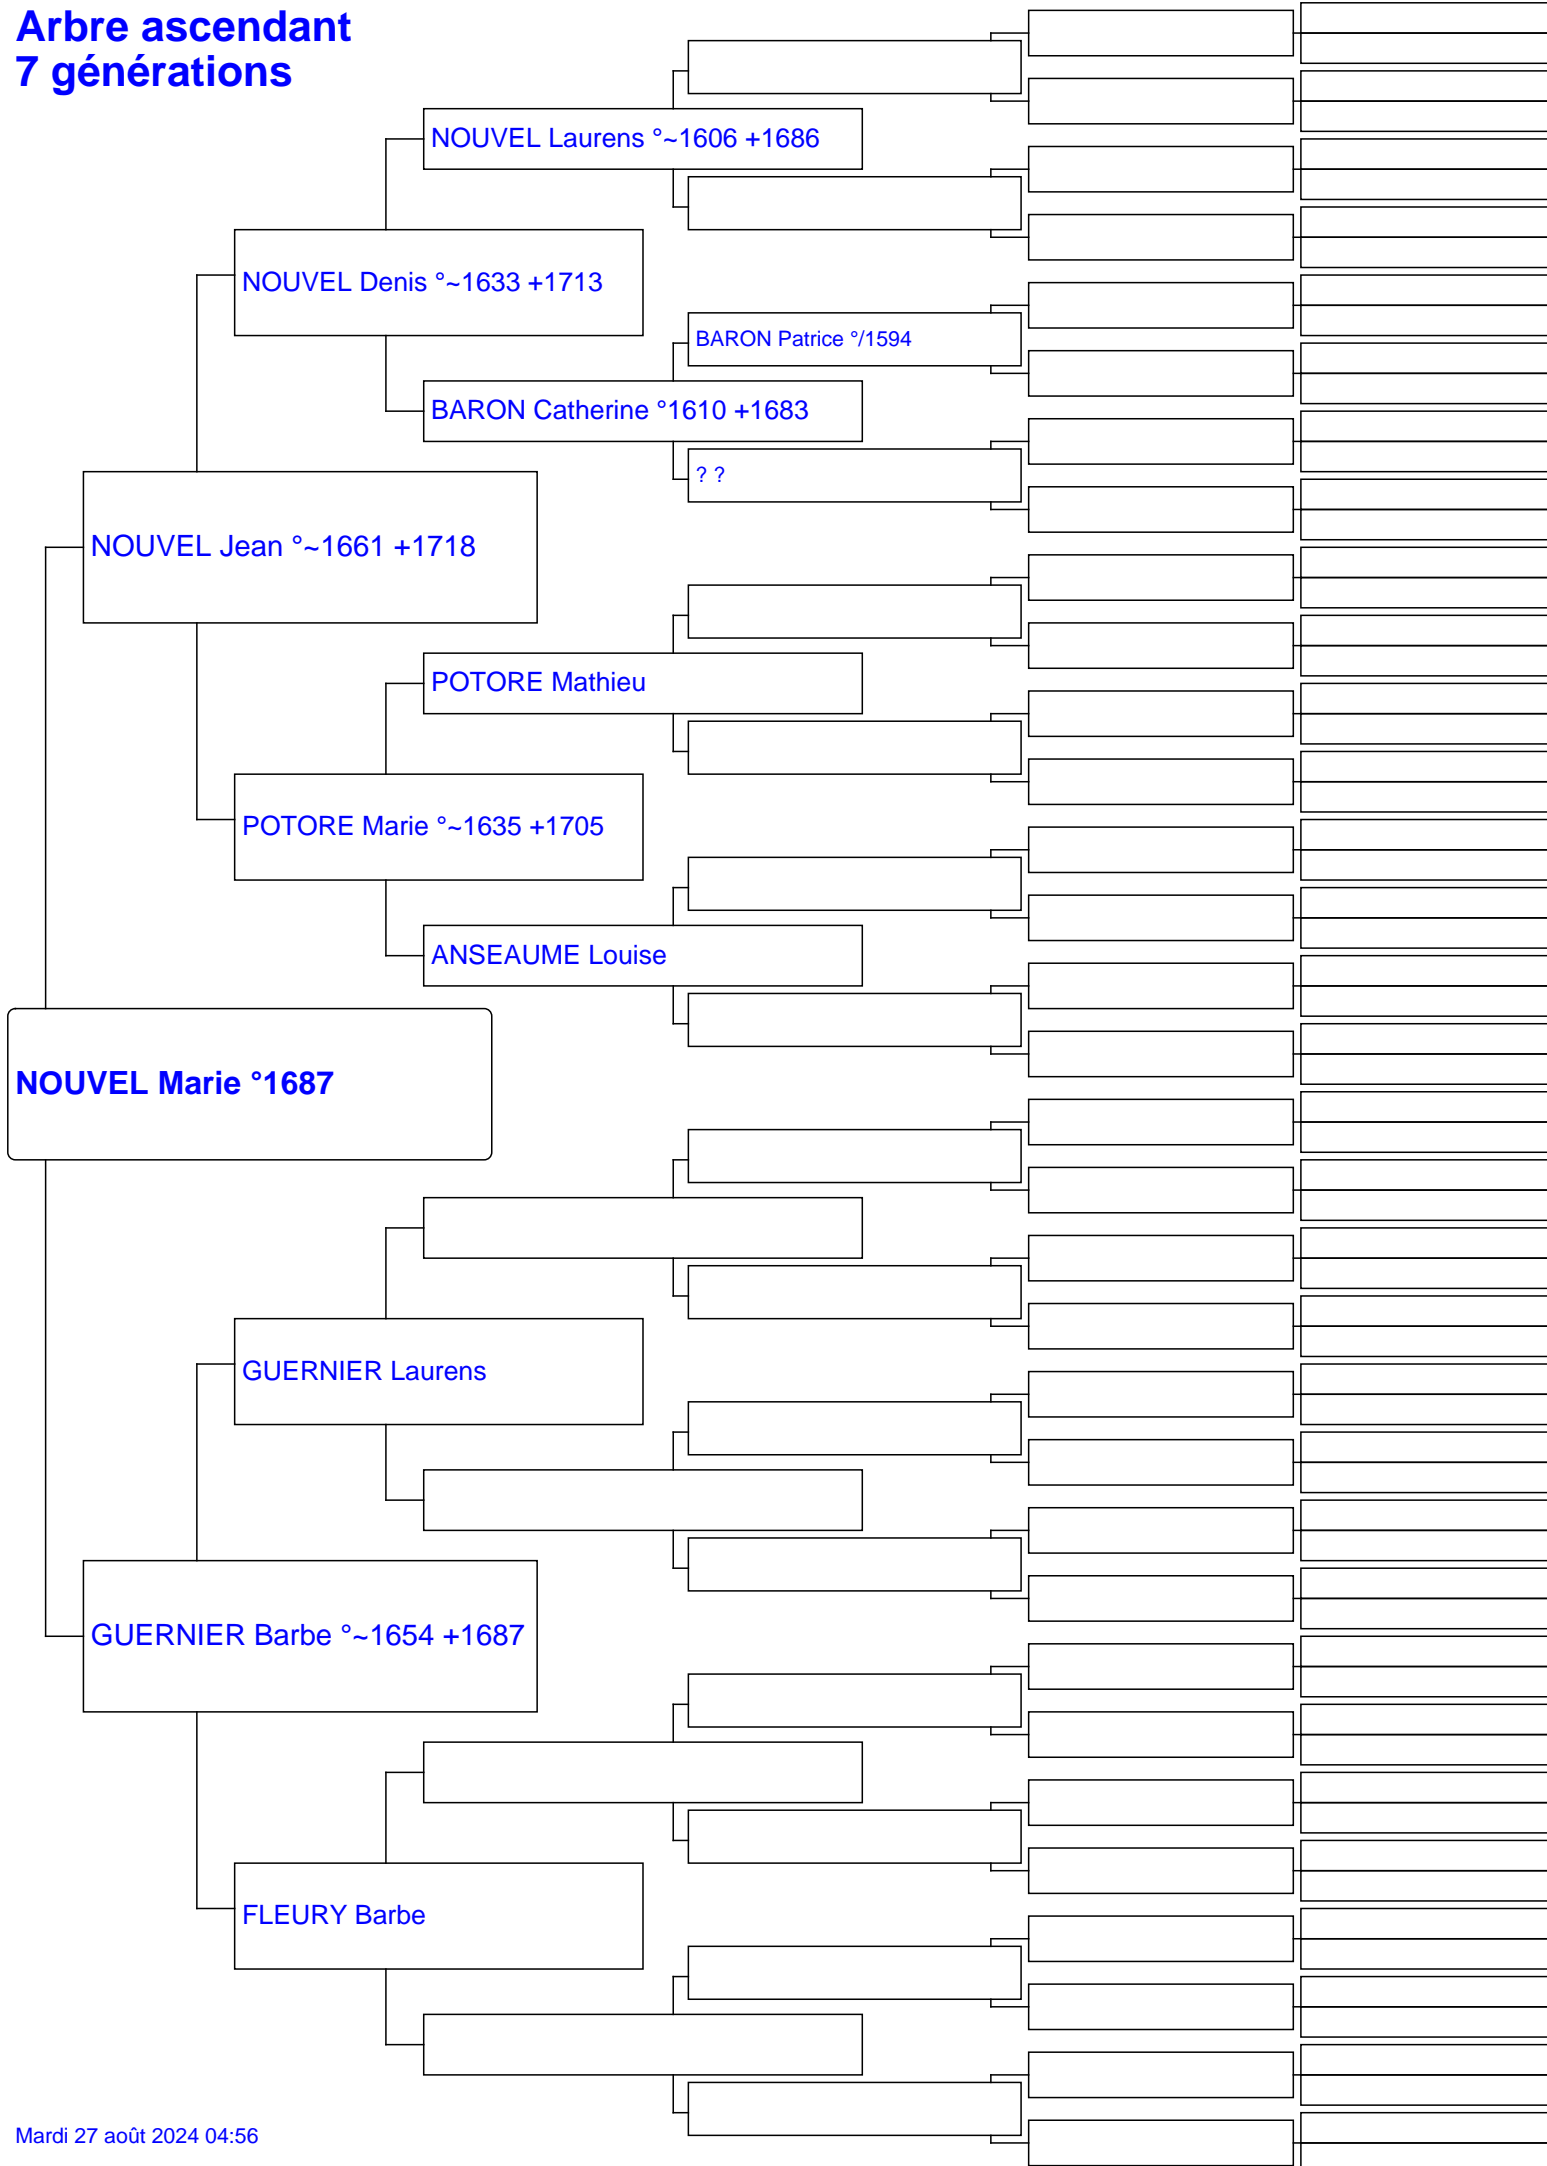 Arbre ascendant
7 générations
NOUVEL Laurens °~1606 +1686
NOUVEL Denis °~1633 +1713
BARON Patrice °/1594
BARON Catherine °1610 +1683
? ?
NOUVEL Jean °~1661 +1718
POTORE Mathieu
POTORE Marie °~1635 +1705
ANSEAUME Louise
NOUVEL Marie °1687
GUERNIER Laurens
GUERNIER Barbe °~1654 +1687
FLEURY Barbe
Mardi 27 août 2024 04:56